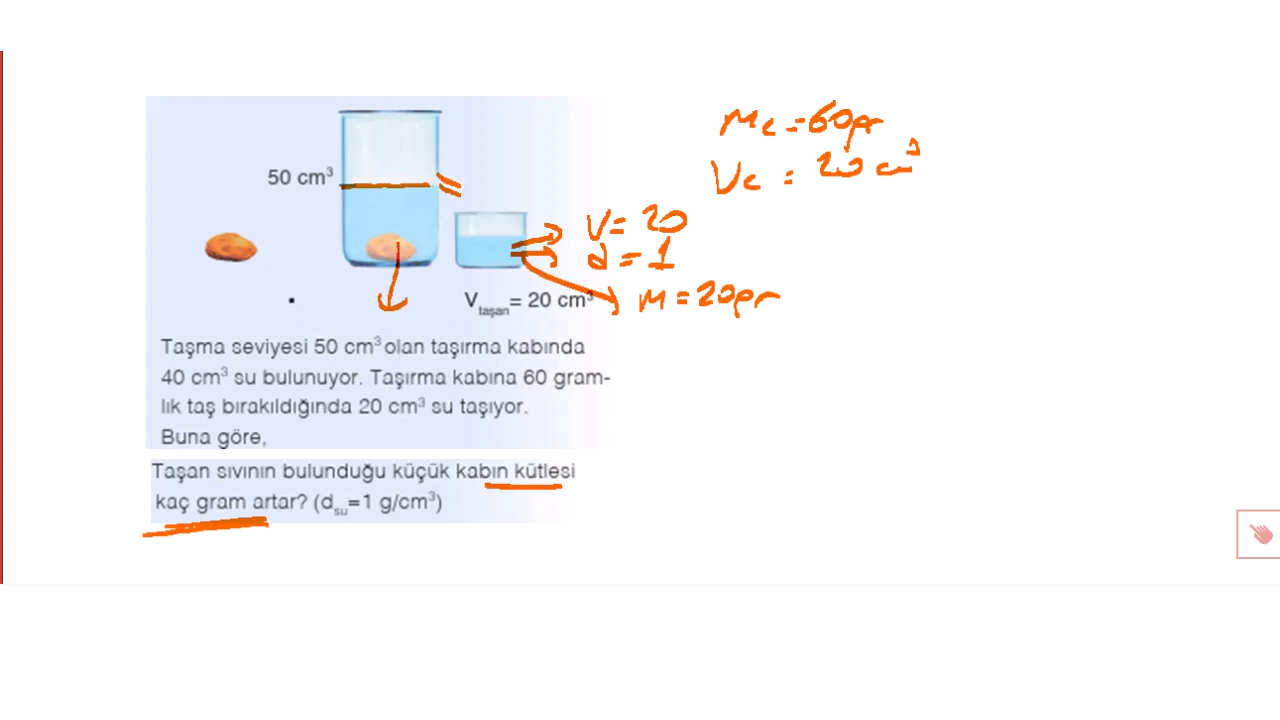 50 cm³
V taşan = 20 cm³
Taşma seviyesi 50 cm³ olan taşırma kabında
40 cm³ su bulunuyor. Taşırma kabına 60 gram-
lık taş bırakıldığında 20 cm³ su taşıyor.
Buna göre,
Taşan sıvının bulunduğu küçük kabın kütlesi
kaç gram artar? (dsu=1 g/cm³)
mc = 60gr
Vc = 20 cm³
V = 20
d = 1
M = 20gr